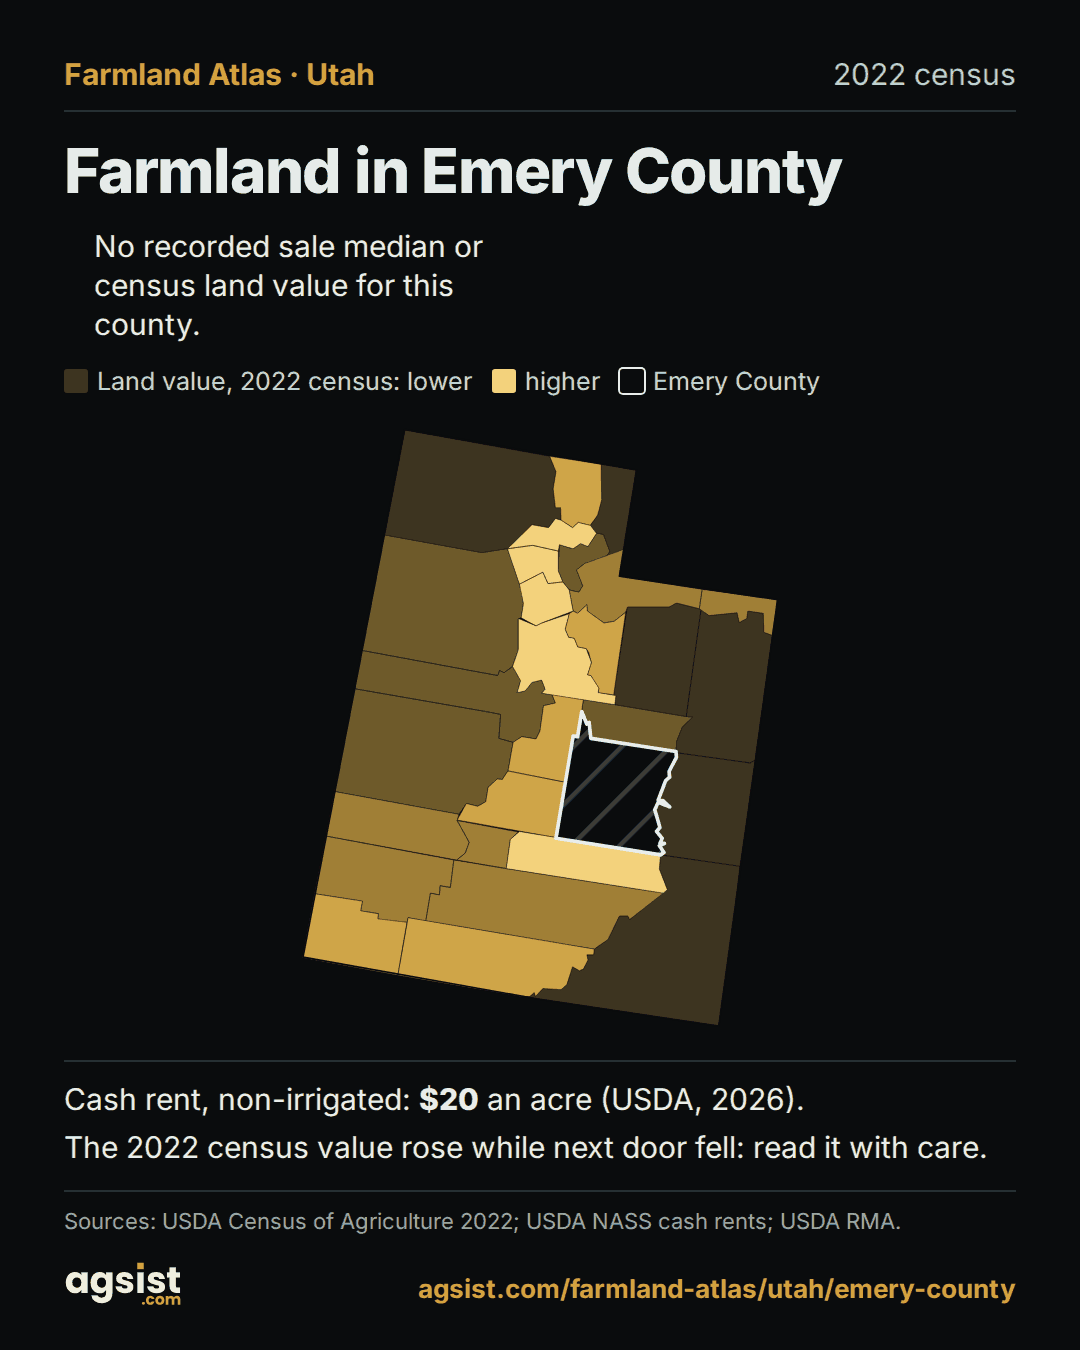 Farmland Atlas · Utah
2022 census
Farmland in Emery County
No recorded sale median or
census land value for this
county.
Land value, 2022 census: lower
higher
Emery County
Cash rent, non-irrigated: $20 an acre (USDA, 2026).
The 2022 census value rose while next door fell: read it with care.
Sources: USDA Census of Agriculture 2022; USDA NASS cash rents; USDA RMA.
agsist
.com
agsist.com/farmland-atlas/utah/emery-county